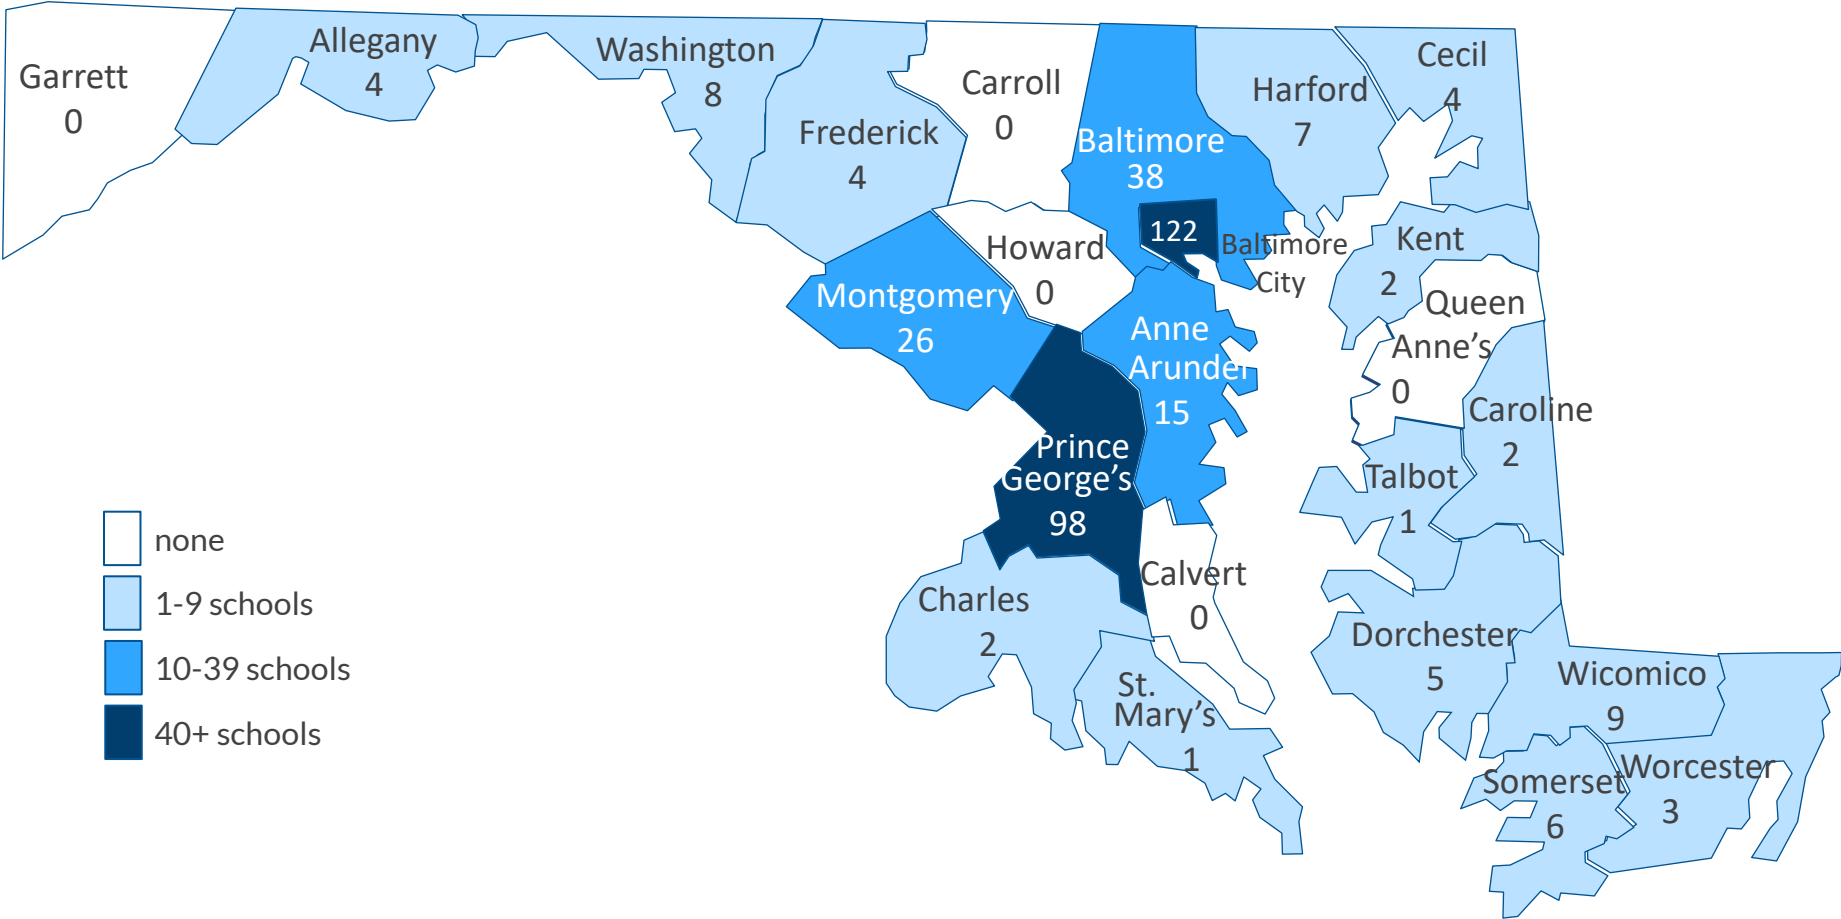 Garrett
0
Allegany
4
Washington
8
Frederick
4
Carroll
0
Baltimore
38
Harford
7
Cecil
4
122
Baltimore
City
Howard
0
Montgomery
26
Kent
2
Queen
Anne's
0
Anne
Arundel
15
Caroline
2
Prince
George's
98
Talbot
1
Charles
2
Calvert
0
St.
Mary's
1
Dorchester
5
Wicomico
9
Somerset
6
Worcester
3
none
1-9 schools
10-39 schools
40+ schools